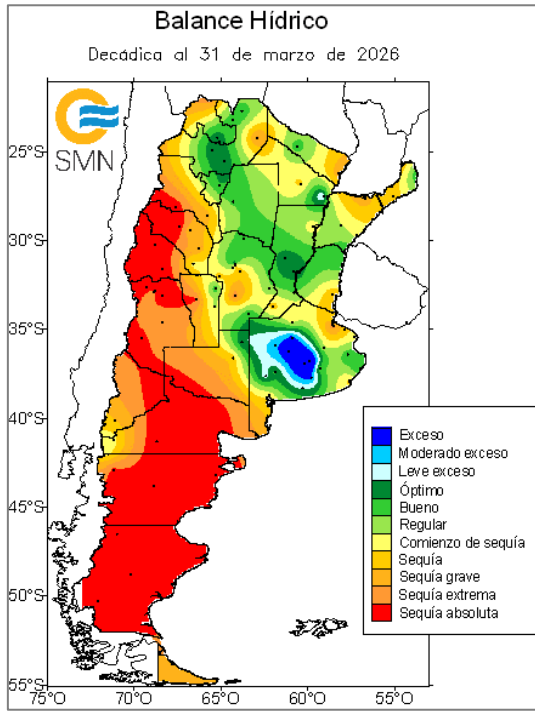 Balance Hídrico
Decádica al 31 de marzo de 2026
SMN
25°S
30°S
35°S
40°S
45°S
50°S
55°S
75°O
70°O
65°O
60°O
55°O
Exceso
Moderado exceso
Leve exceso
Óptimo
Bueno
Regular
Comienzo de sequía
Sequía
Sequía grave
Sequía extrema
Sequía absoluta